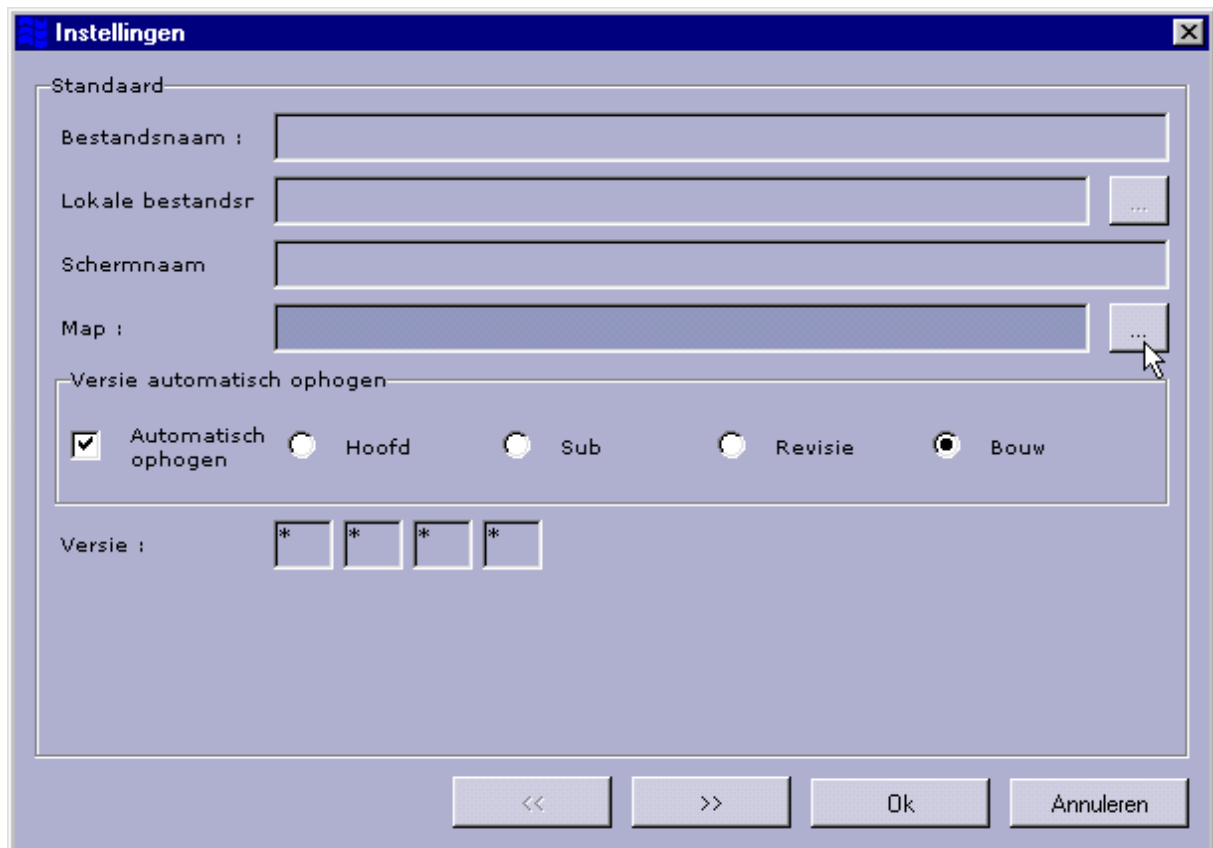 Instellingen
Standaard
Bestandsnaam :
Lokale bestandsr ...
Schermnaam
Map : ...
Versie automatisch ophogen
Automatisch
ophogen
Hoofd Sub Revisie Bouw
Versie : * * * *
<< >> Ok Annuleren